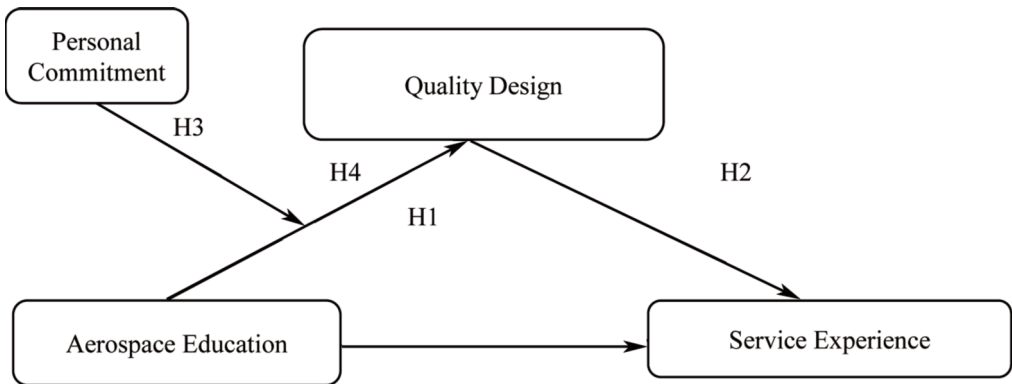 Personal
Commitment
Quality Design
H3
H4
H2
H1
Aerospace Education
Service Experience